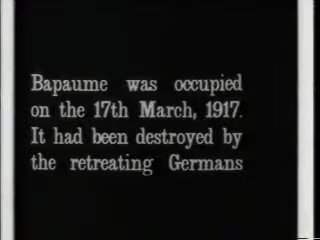 Bapaume was occupied
on the 17th March, 1917.
It had been destroyed by
the retreating Germans